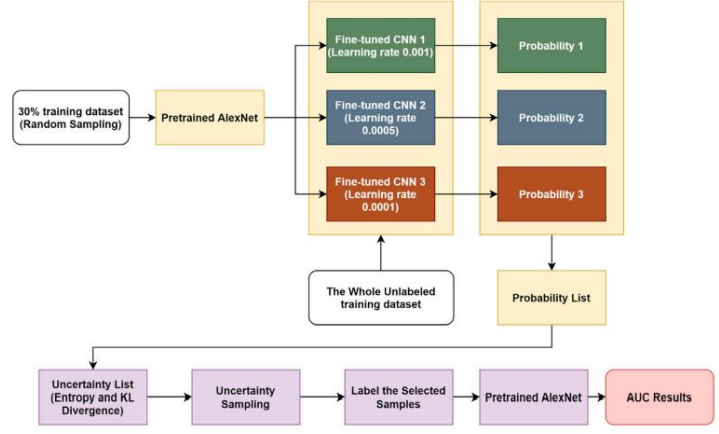 Fine-tuned CNN 1
(Learning rate 0.001)
Probability 1
30% training dataset
(Random Sampling)
Pretrained AlexNet
Fine-tuned CNN 2
(Learning rate
0.0005)
Probability 2
Fine-tuned CNN 3
(Learning rate
0.0001)
Probability 3
The Whole Unlabeled
training dataset
Probability List
Uncertainty List
(Entropy and KL
Divergence)
Uncertainty
Sampling
Label the Selected
Samples
Pretrained AlexNet
AUC Results